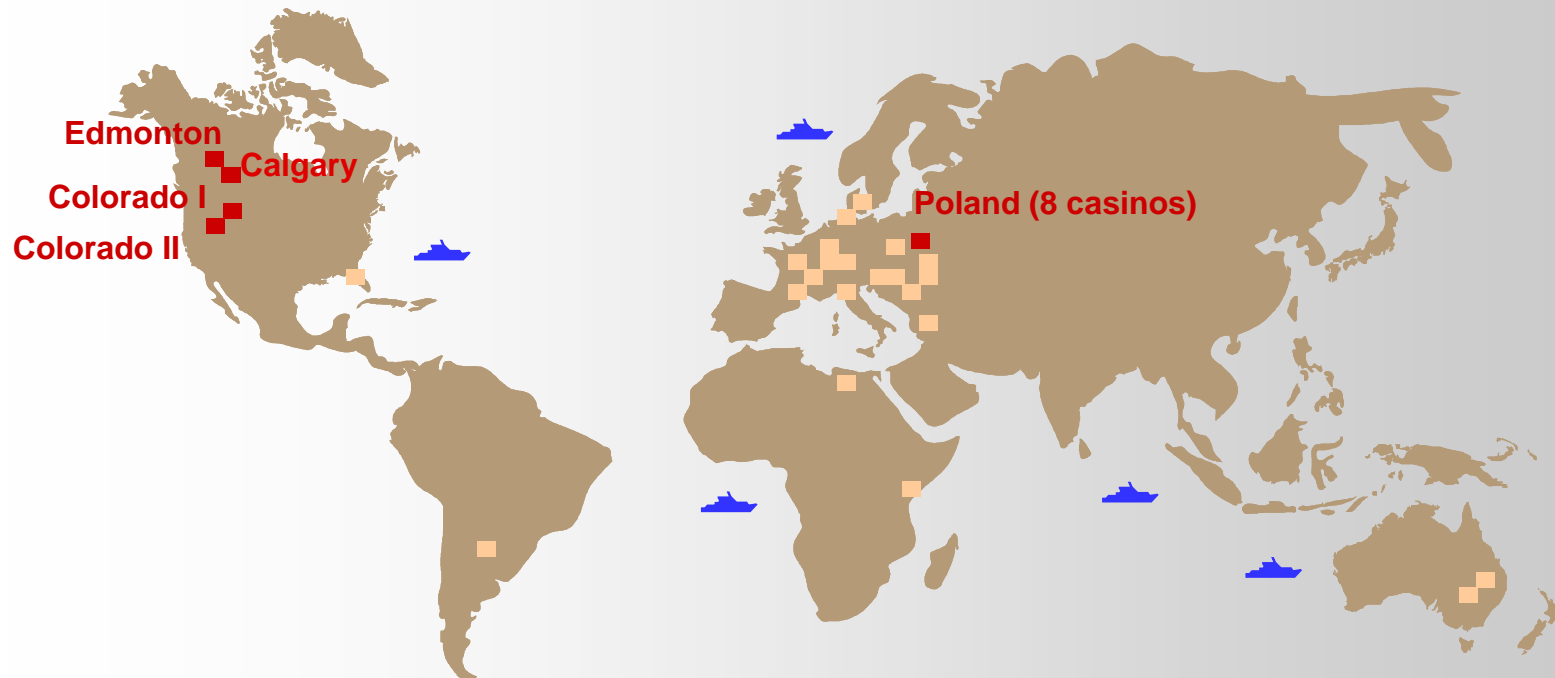 Edmonton
Calgary
Colorado I
Poland (8 casinos)
Colorado II